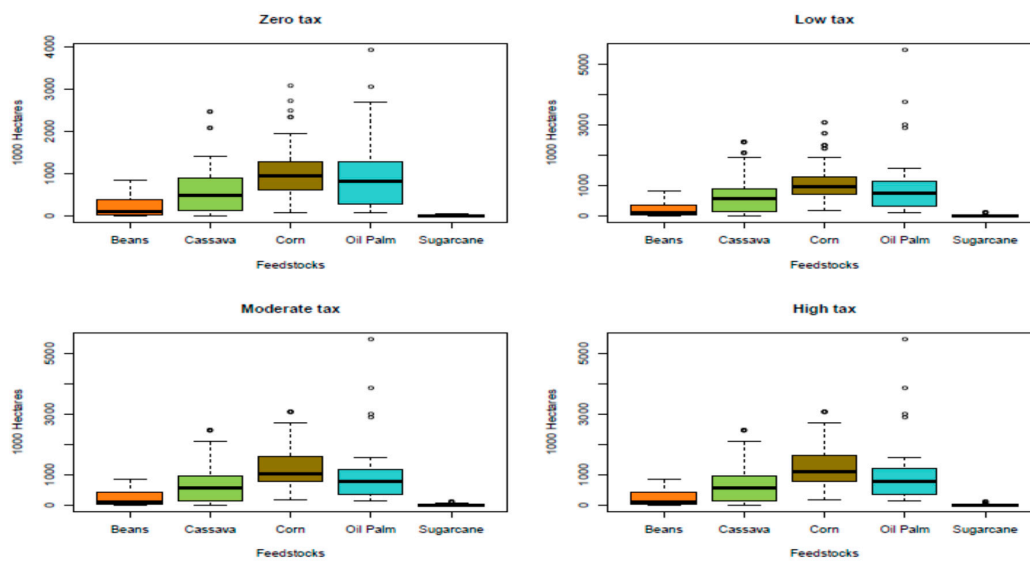 Zero tax
1000 Hectares
4000
3000
2000
1000
0
Beans Cassava Corn Oil Palm Sugarcane
Feedstocks
Low tax
1000 Hectares
5000
3000
1000
0
Beans Cassava Corn Oil Palm Sugarcane
Feedstocks
Moderate tax
1000 Hectares
5000
3000
1000
0
Beans Cassava Corn Oil Palm Sugarcane
Feedstocks
High tax
1000 Hectares
5000
3000
1000
0
Beans Cassava Corn Oil Palm Sugarcane
Feedstocks